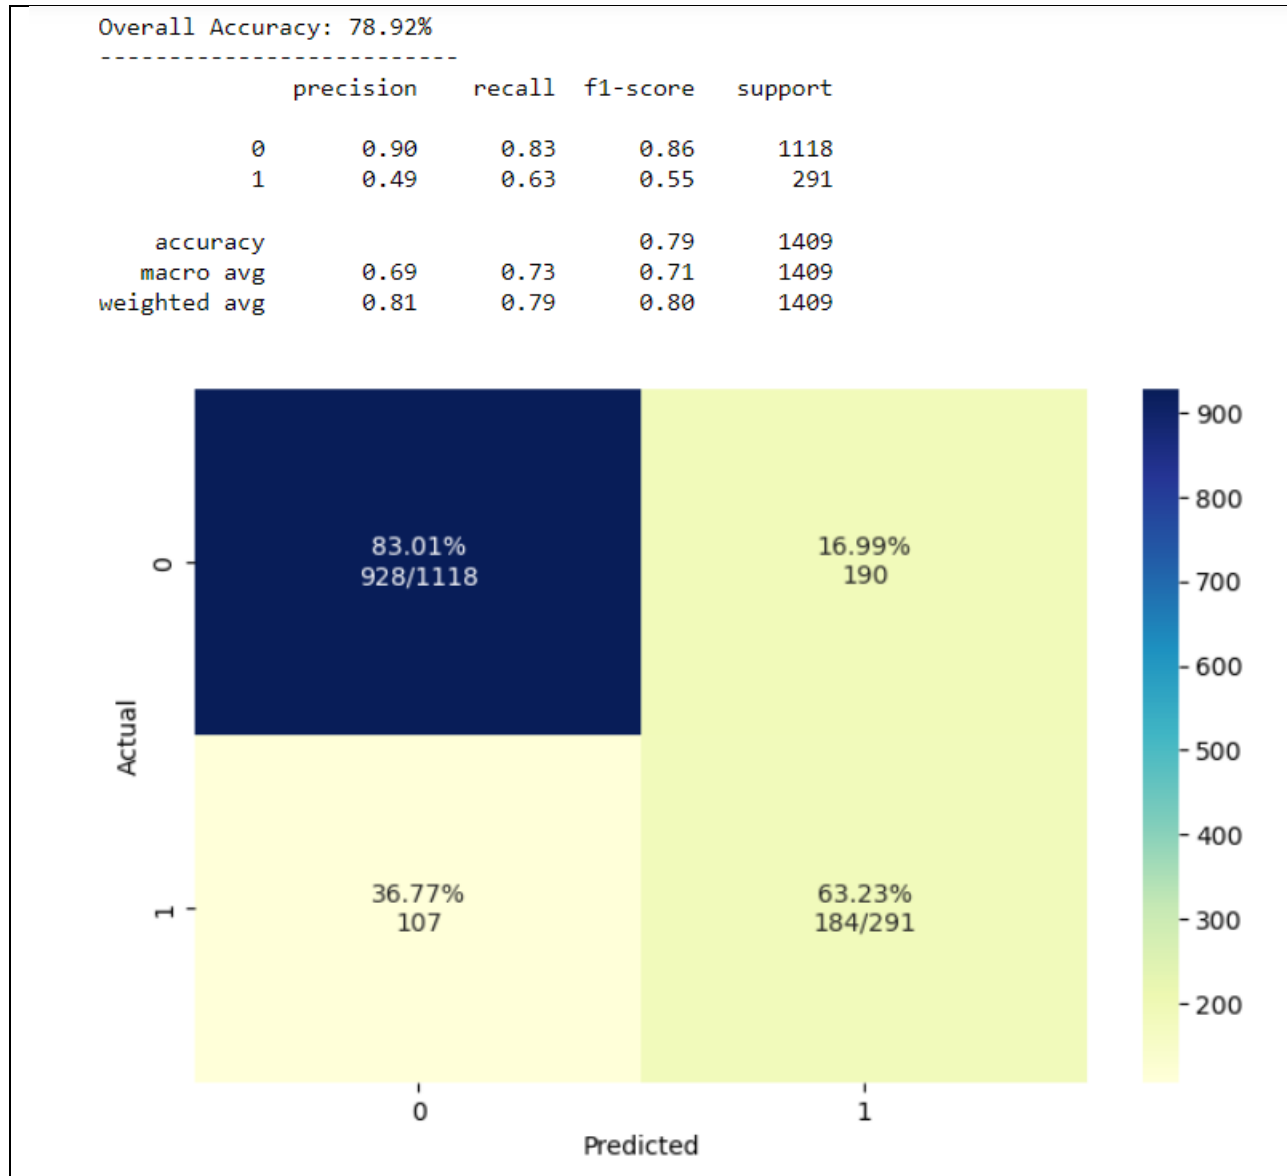 Overall Accuracy: 78.92%
--------------------------
precision recall f1-score support
0 0.90 0.83 0.86 1118
1 0.49 0.63 0.55 291
accuracy 0.79 1409
macro avg 0.69 0.73 0.71 1409
weighted avg 0.81 0.79 0.80 1409
900
800
700
600
500
400
300
200
83.01%
928/1118
16.99%
190
36.77%
107
63.23%
184/291
0
1
Actual
0
1
Predicted